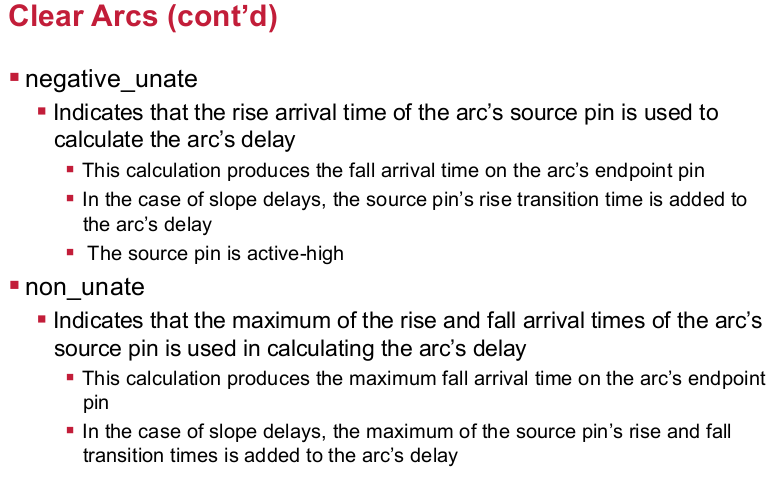 Clear Arcs (cont’d)
negative_unate
Indicates that the rise arrival time of the arc’s source pin is used to
calculate the arc’s delay
This calculation produces the fall arrival time on the arc’s endpoint pin
In the case of slope delays, the source pin’s rise transition time is added to
the arc’s delay
The source pin is active-high
non_unate
Indicates that the maximum of the rise and fall arrival times of the arc’s
source pin is used in calculating the arc’s delay
This calculation produces the maximum fall arrival time on the arc’s endpoint
pin
In the case of slope delays, the maximum of the source pin’s rise and fall
transition times is added to the arc’s delay